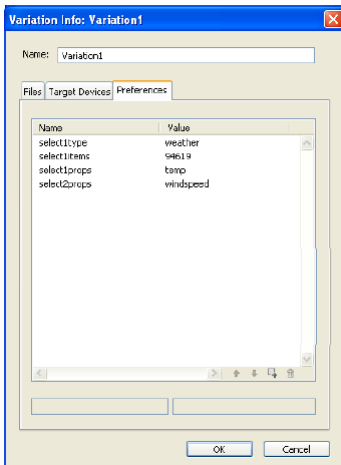 Variation Info: Variation1
Name: Variation1
Files Target Devices Preferences
Name Value
select1type weather
select1items 94619
select1props temp
select2props windspeed
OK Cancel